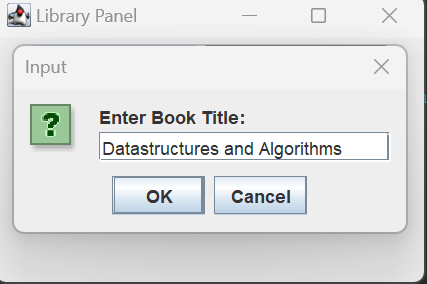 Library Panel
Input
?
Enter Book Title:
Datastructures and Algorithms
OK Cancel